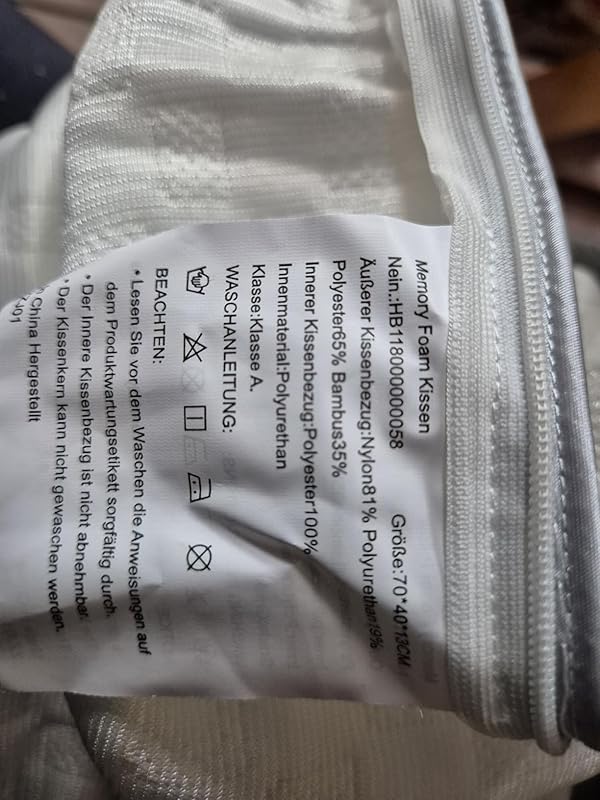 Memory Foam Kissen
Nein.:HB11800000058 Größe:70*40*13CM
Äußerer Kissenbezug:Nylon81% Polyurethan19%
Polyester65% Bambus35%
Innerer Kissenbezug:Polyester100%
Innenmaterial:Polyurethan
Klasse:Klasse A.
WASCHANLEITUNG:
BEACHTEN:
* Lesen Sie vor dem Waschen die Anweisungen auf
dem Produktwartungsetikett sorgfältig durch.
* Der Innere Kissenbezug ist nicht abnehmbar.
* Der Kissenkern kann nicht gewaschen werden.
China Hergestellt